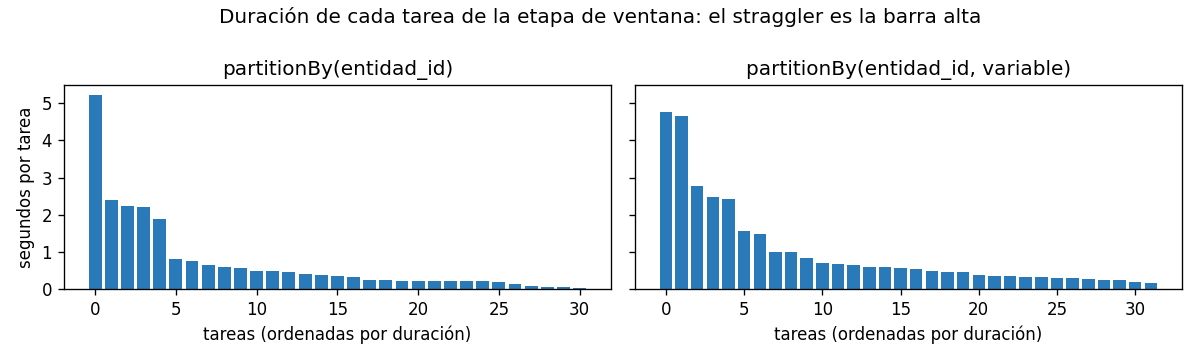 Duración de cada tarea de la etapa de ventana: el straggler es la barra alta
partitionBy(entidad_id)
partitionBy(entidad_id, variable)
segundos por tarea
5
4
3
2
1
0
0 5 10 15 20 25 30
0 5 10 15 20 25 30
tareas (ordenadas por duración)
tareas (ordenadas por duración)